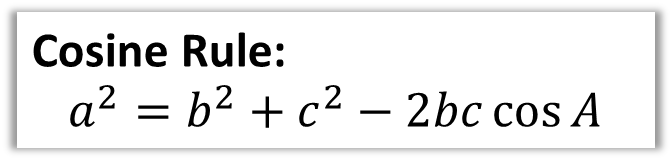 Cosine Rule:
a² = b² + c² − 2bc cos A